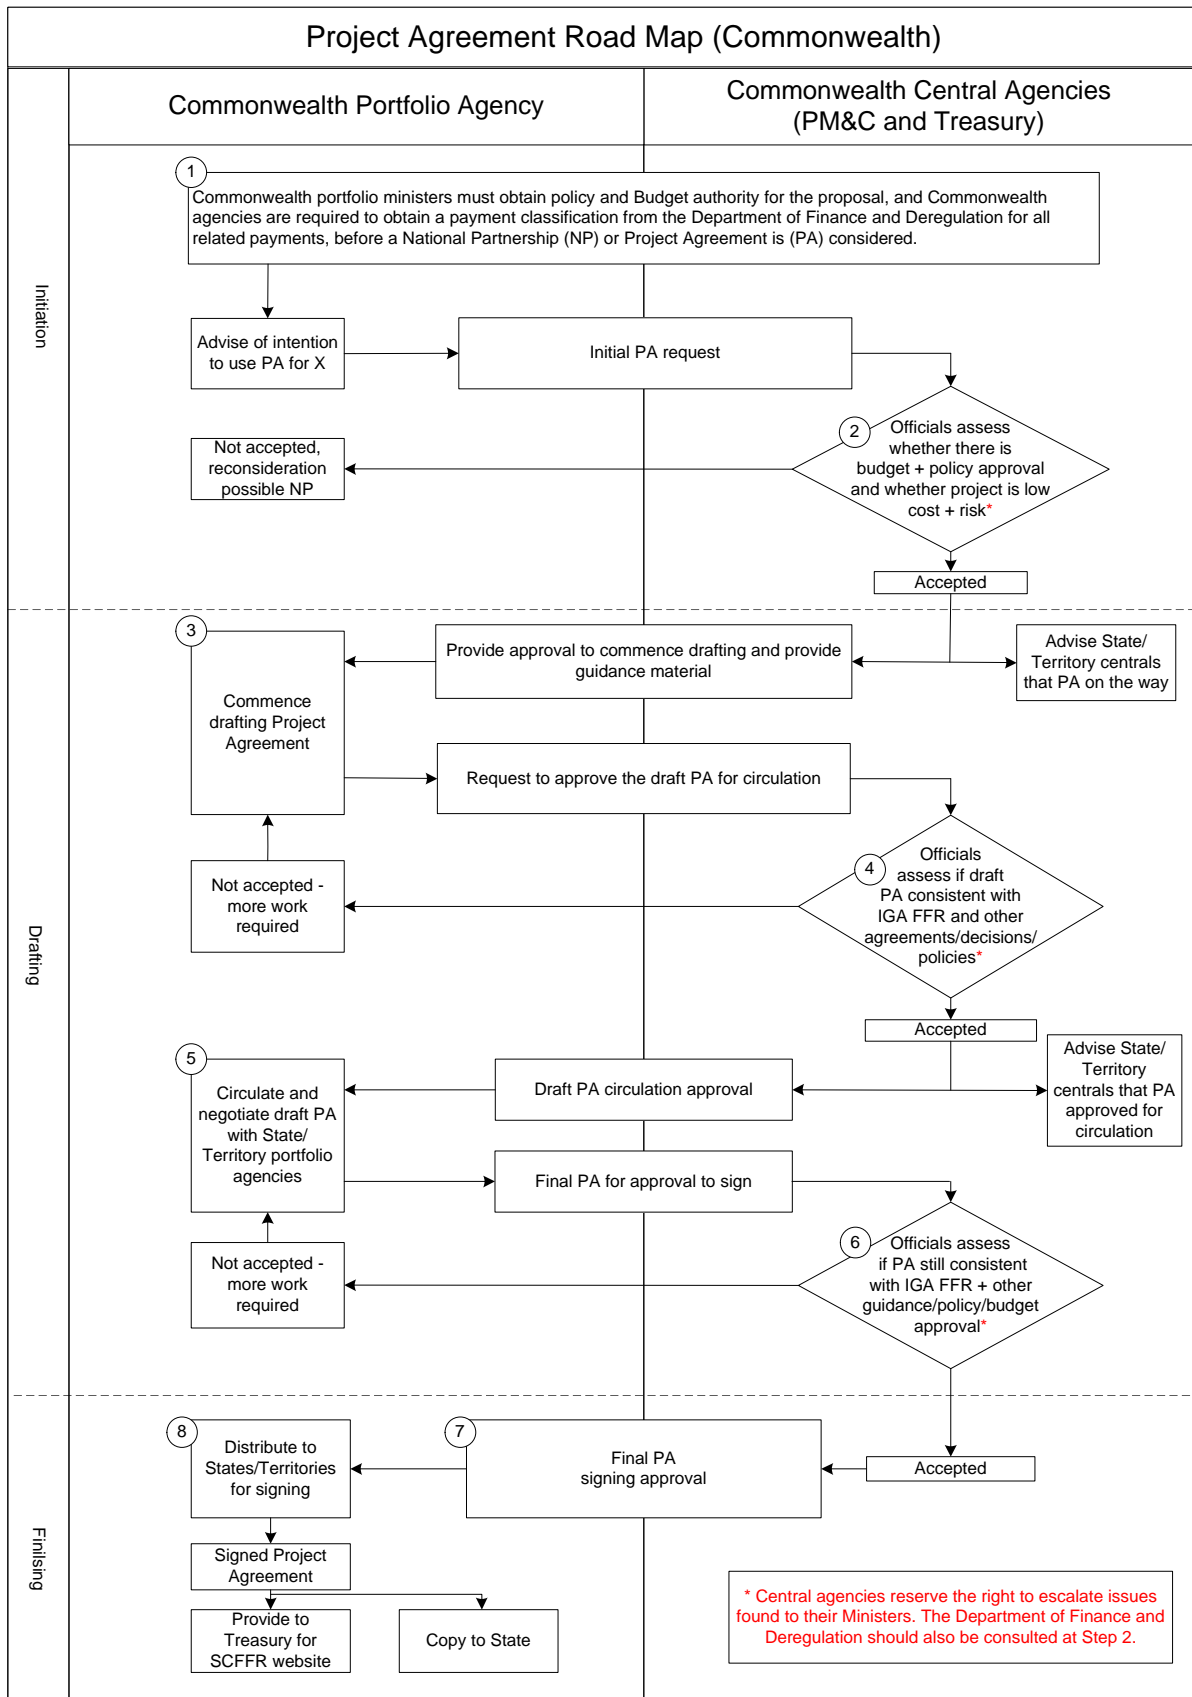 Project Agreement Road Map (Commonwealth)
Commonwealth Portfolio Agency
Commonwealth Central Agencies
(PM&C and Treasury)
Initiation
1
Commonwealth portfolio ministers must obtain policy and Budget authority for the proposal, and Commonwealth
agencies are required to obtain a payment classification from the Department of Finance and Deregulation for all
related payments, before a National Partnership (NP) or Project Agreement is (PA) considered.
Advise of intention
to use PA for X
Initial PA request
2
Officials assess
whether there is
budget + policy approval
and whether project is low
cost + risk*
Not accepted,
reconsideration
possible NP
Accepted
Drafting
3
Commence
drafting Project
Agreement
Provide approval to commence drafting and provide
guidance material
Advise State/
Territory centrals
that PA on the way
Request to approve the draft PA for circulation
4
Officials
assess if draft
PA consistent with
IGA FFR and other
agreements/decisions/
policies*
Not accepted -
more work
required
Accepted
5
Circulate and
negotiate draft PA
with State/
Territory portfolio
agencies
Draft PA circulation approval
Advise State/
Territory
centrals that PA
approved for
circulation
Final PA for approval to sign
6
Officials assess
if PA still consistent
with IGA FFR + other
guidance/policy/budget
approval*
Not accepted -
more work
required
Finilsing
8
Distribute to
States/Territories
for signing
7
Final PA
signing approval
Accepted
Signed Project
Agreement
Provide to
Treasury for
SCFFR website
Copy to State
* Central agencies reserve the right to escalate issues
found to their Ministers. The Department of Finance and
Deregulation should also be consulted at Step 2.